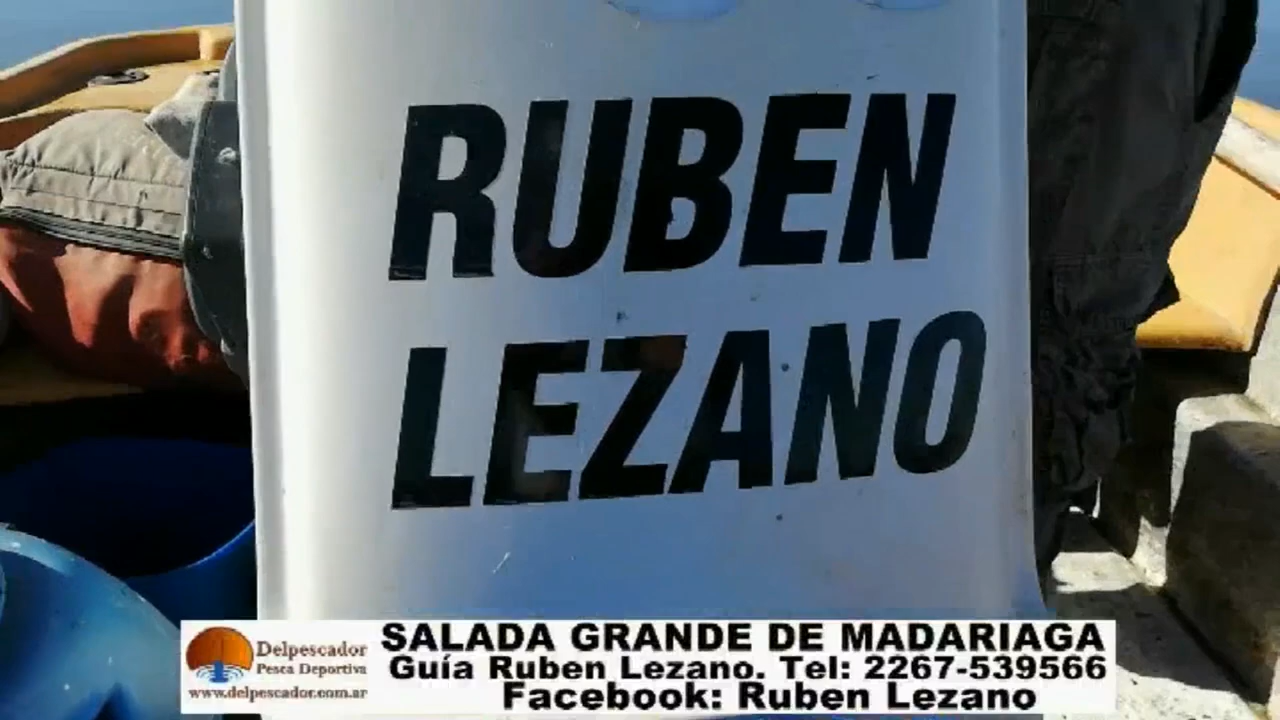 RUBEN
LEZANO
Delpescador
Pesca Deportiva
www.delpescador.com.ar
SALADA GRANDE DE MADARIAGA
Guía Ruben Lezano. Tel: 2267-539566
Facebook: Ruben Lezano